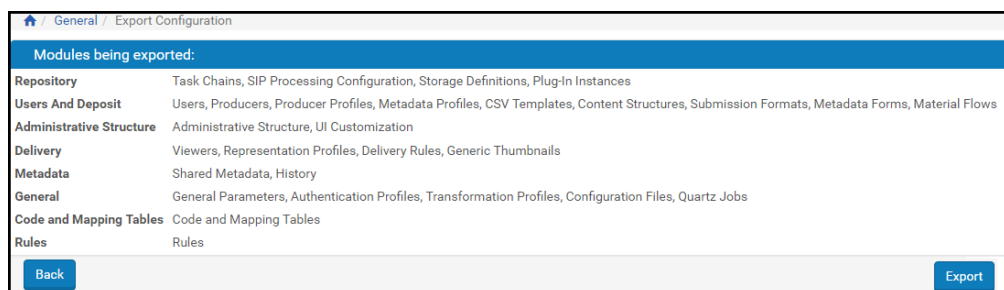 / General / Export Configuration
Modules being exported:
Repository Task Chains, SIP Processing Configuration, Storage Definitions, Plug-In Instances
Users And Deposit Users, Producers, Producer Profiles, Metadata Profiles, CSV Templates, Content Structures, Submission Formats, Metadata Forms, Material Flows
Administrative Structure Administrative Structure, UI Customization
Delivery Viewers, Representation Profiles, Delivery Rules, Generic Thumbnails
Metadata Shared Metadata, History
General General Parameters, Authentication Profiles, Transformation Profiles, Configuration Files, Quartz Jobs
Code and Mapping Tables Code and Mapping Tables
Rules Rules
Back Export